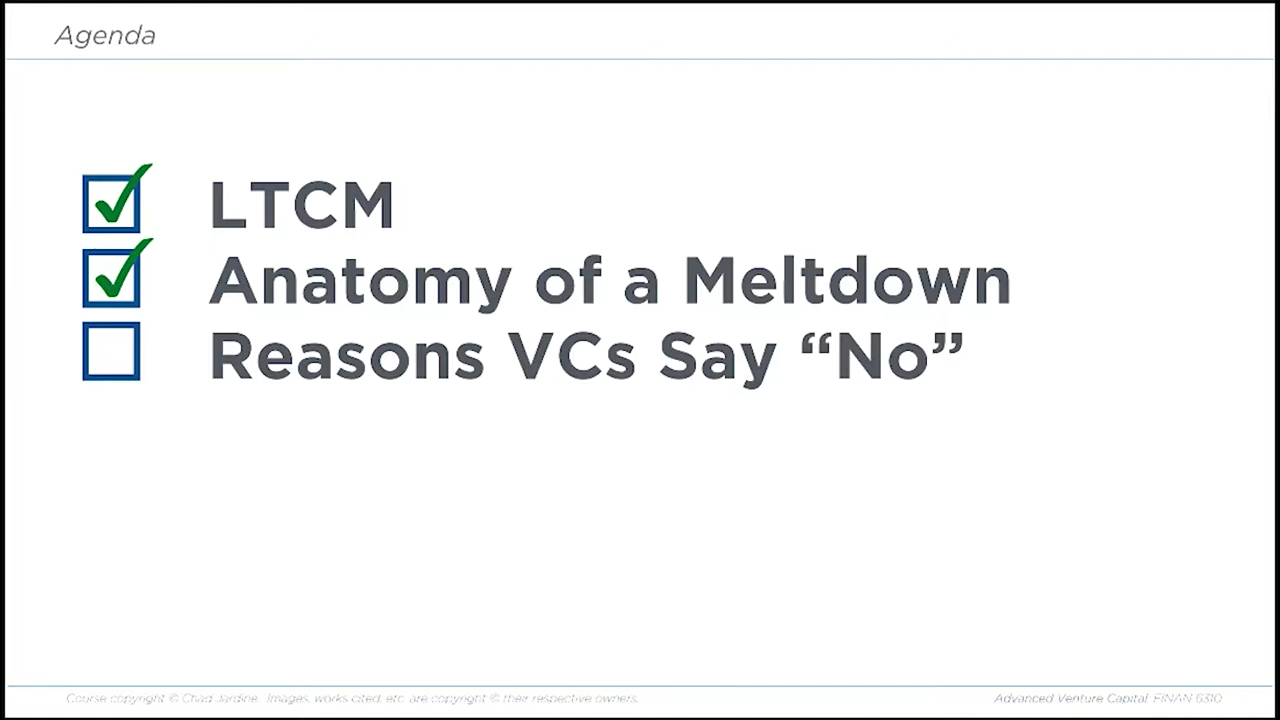 Agenda
LTCM
Anatomy of a Meltdown
Reasons VCs Say “No”
Course copyright © Chad Jardine. Images, works cited, etc. are copyright © their respective owners.
Advanced Venture Capital FINAN 6310